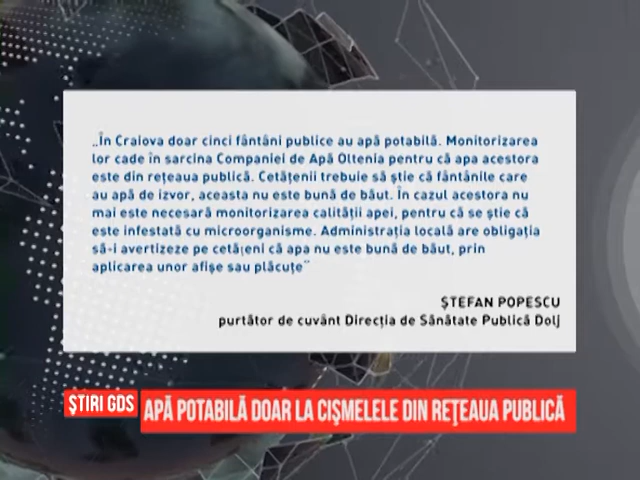 „În Craiova doar cinci fântâni publice au apă potabilă. Monitorizarea
lor cade în sarcina Companiei de Apă Oltenia pentru că apa acestora
este din rețeaua publică. Cetățenii trebuie să știe că fântânile care
au apă de izvor, aceasta nu este bună de băut. În cazul acestora nu
mai este necesară monitorizarea calității apei, pentru că se știe că
este infestată cu microorganisme. Administrația locală are obligația
să-i avertizeze pe cetățeni că apa nu este bună de băut, prin
aplicarea unor afișe sau plăcuțe”
ŞTEFAN POPESCU
purtător de cuvânt Direcția de Sănătate Publică Dolj
ŞTIRI GDS
APĂ POTABILĂ DOAR LA CIŞMELELE DIN REŢEAUA PUBLICĂ